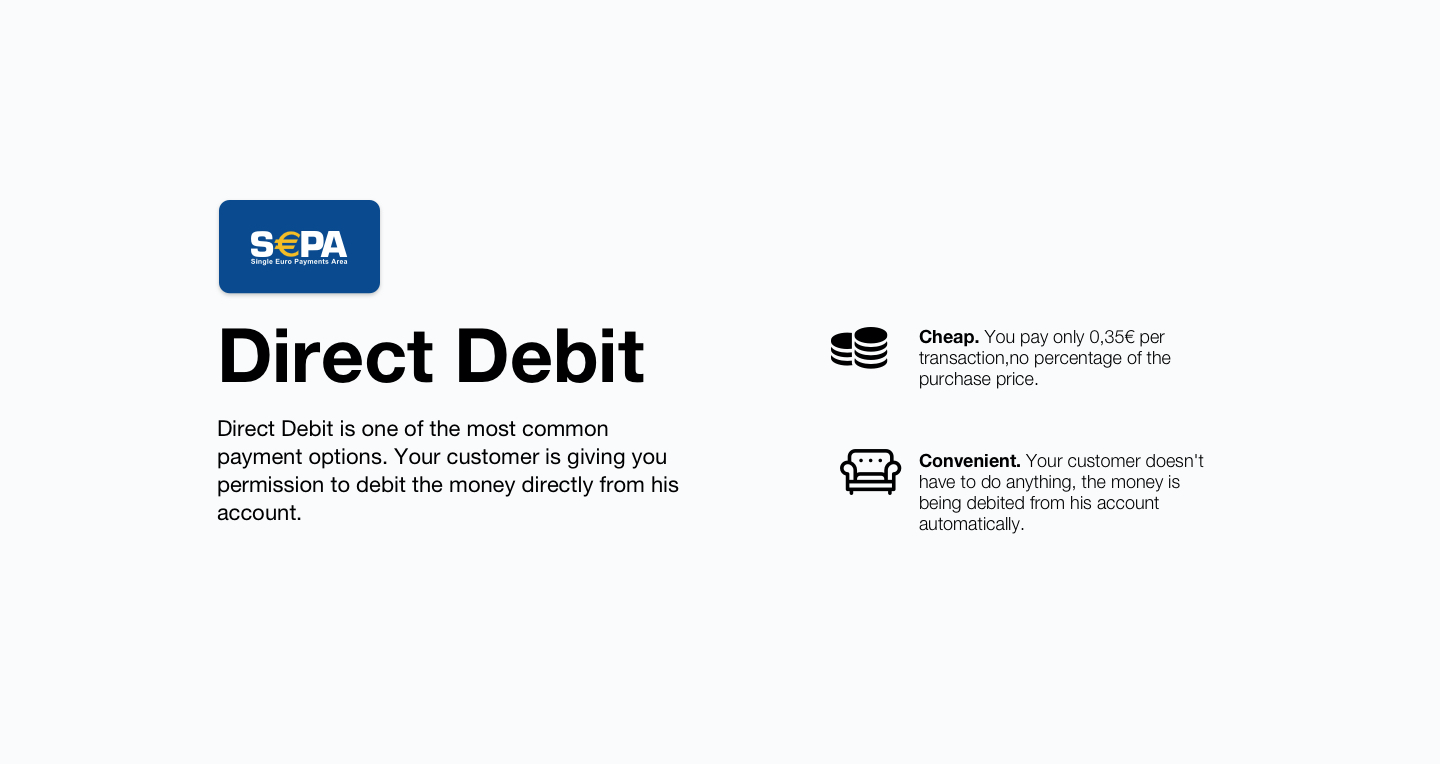 S€PA
Single Euro Payments Area
Direct Debit
Direct Debit is one of the most common
payment options. Your customer is giving you
permission to debit the money directly from his
account.
Cheap. You pay only 0,35€ per
transaction,no percentage of the
purchase price.
Convenient. Your customer doesn't
have to do anything, the money is
being debited from his account
automatically.